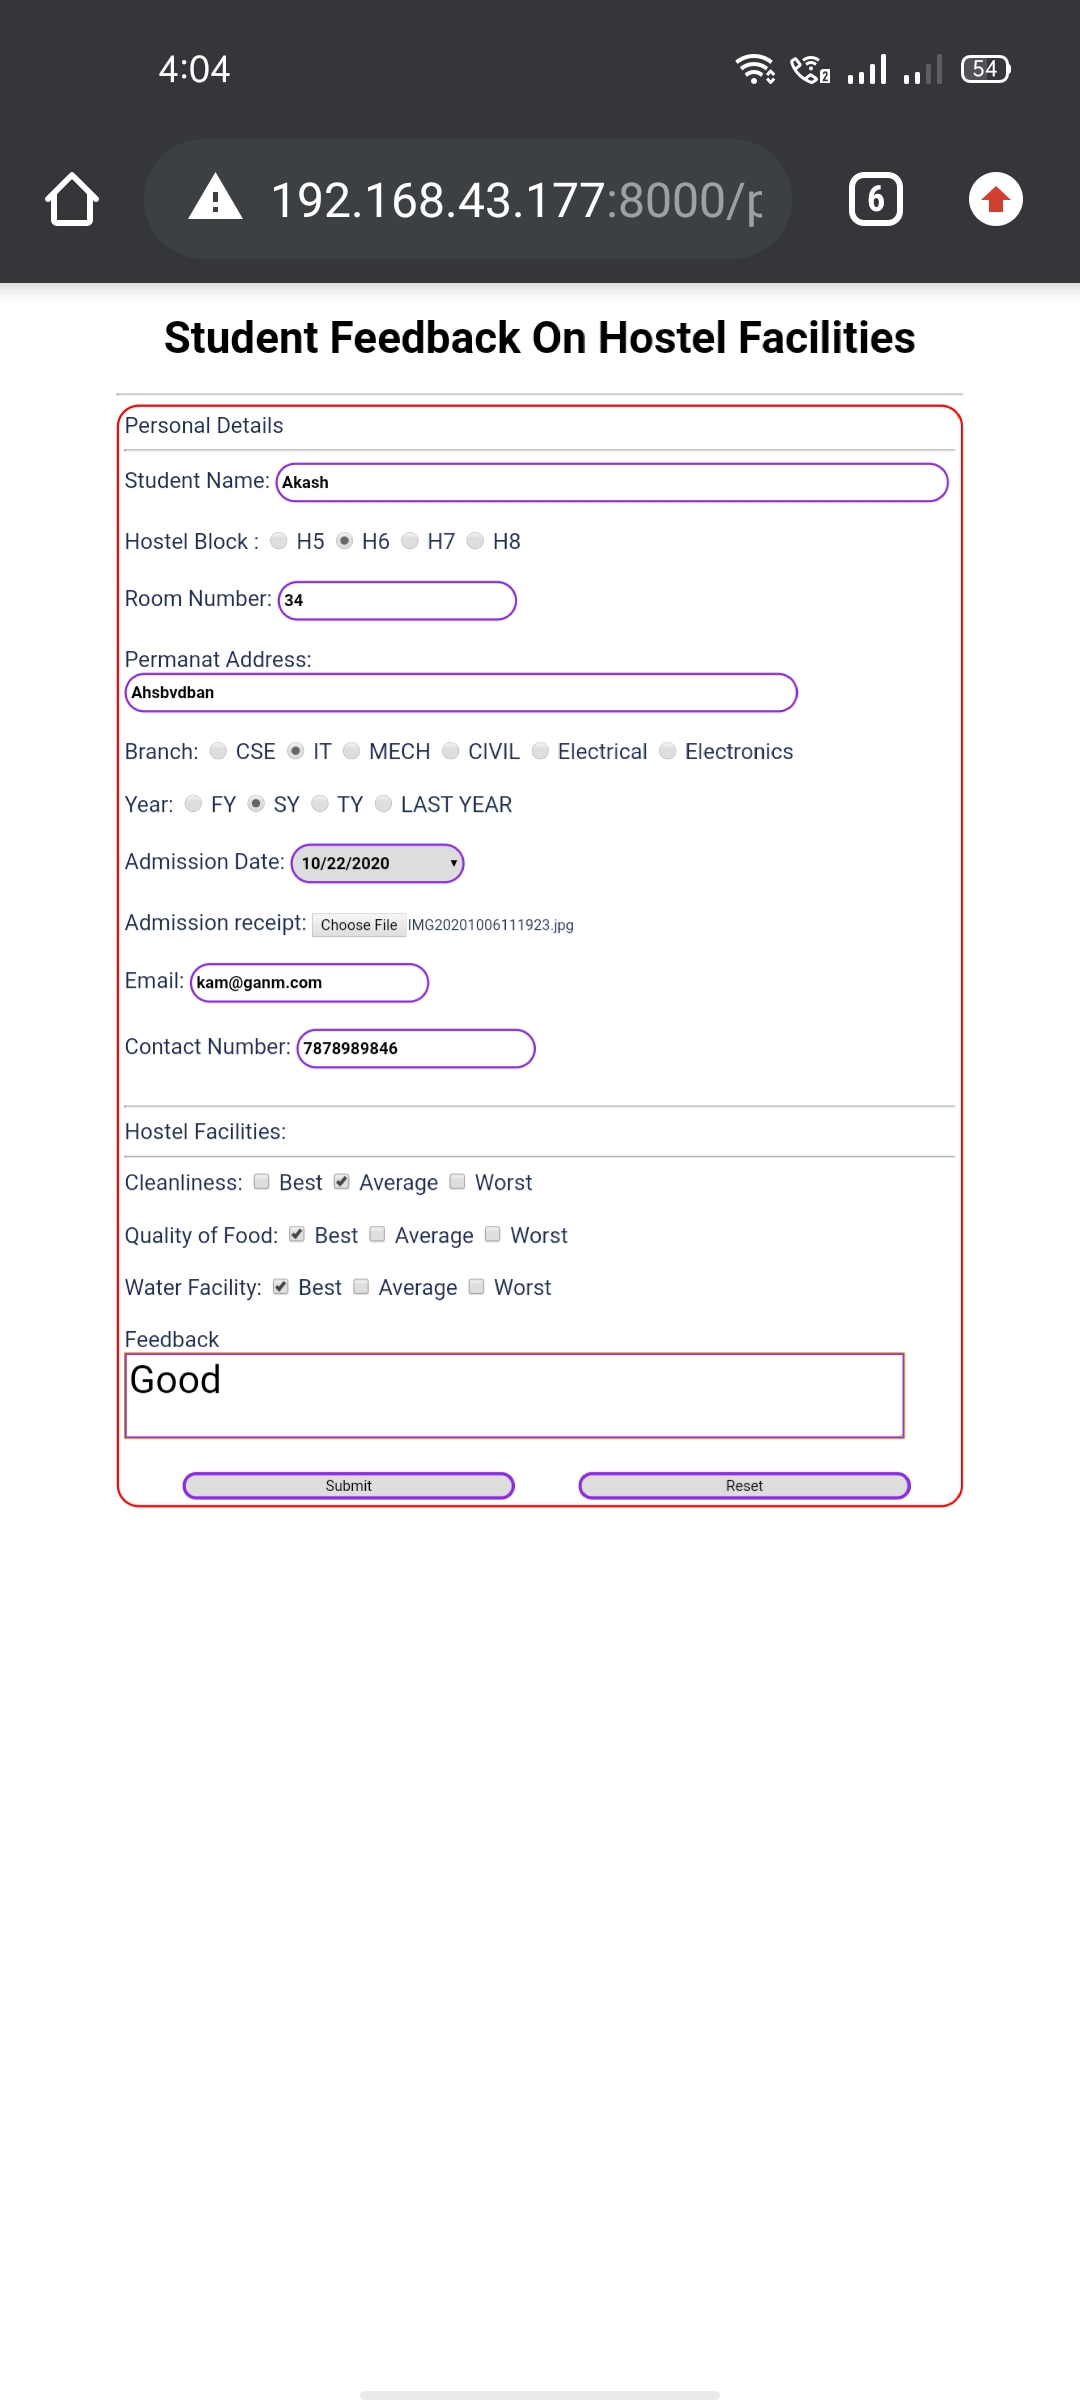 4:04
2
54
192.168.43.177:8000/p
6
Student Feedback On Hostel Facilities
Personal Details
Student Name: Akash
Hostel Block : H5 H6 H7 H8
Room Number: 34
Permanat Address:
Ahsbvdban
Branch: CSE IT MECH CIVIL Electrical Electronics
Year: FY SY TY LAST YEAR
Admission Date: 10/22/2020
Admission receipt: Choose File IMG20201006111923.jpg
Email: kam@ganm.com
Contact Number: 7878989846
Hostel Facilities:
Cleanliness: Best Average Worst
Quality of Food: Best Average Worst
Water Facility: Best Average Worst
Feedback
Good
Submit Reset